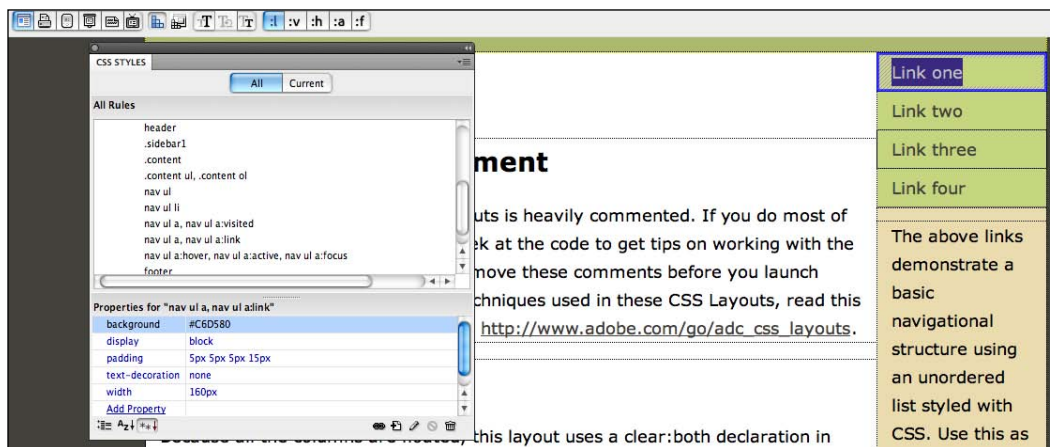 :l :v :h :a :f
CSS STYLES
All Current
All Rules
header
.sidebar1
.content
.content ul, .content ol
nav ul
nav ul li
nav ul a, nav ul a:visited
nav ul a, nav ul a:link
nav ul a:hover, nav ul a:active, nav ul a:focus
footer
Properties for "nav ul a, nav ul a:link"
background #C6D580
display block
padding 5px 5px 5px 15px
text-decoration none
width 160px
Add Property
ment
uts is heavily commented. If you do most of
ek at the code to get tips on working with the
move these comments before you launch
chniques used in these CSS Layouts, read this
http://www.adobe.com/go/adc_css_layouts.
Because all the columns are floated, this layout uses a clear:both declaration in
Link one
Link two
Link three
Link four
The above links
demonstrate a
basic
navigational
structure using
an unordered
list styled with
CSS. Use this as